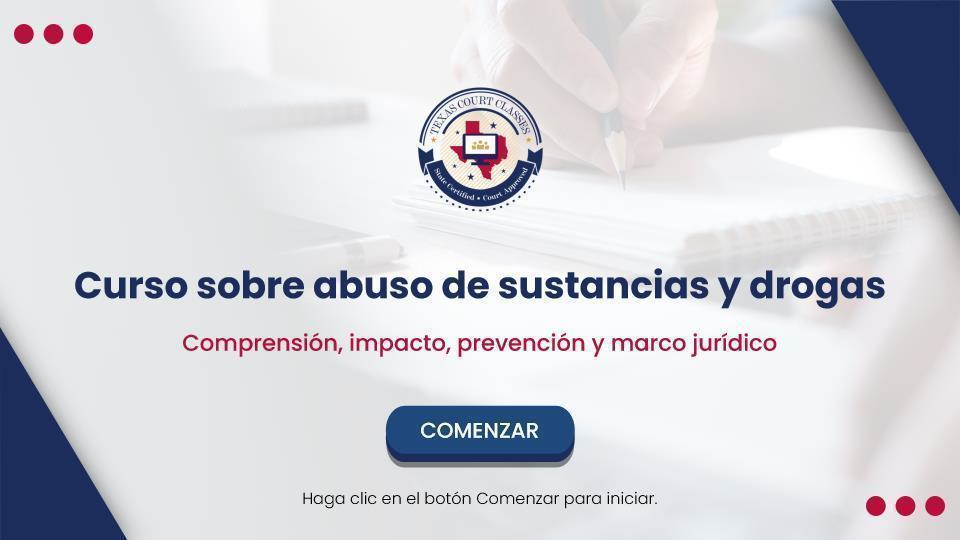 TEXAS COURT CLASSES
State Certified • Court Approved
Curso sobre abuso de sustancias y drogas
Comprensión, impacto, prevención y marco jurídico
COMENZAR
Haga clic en el botón Comenzar para iniciar.